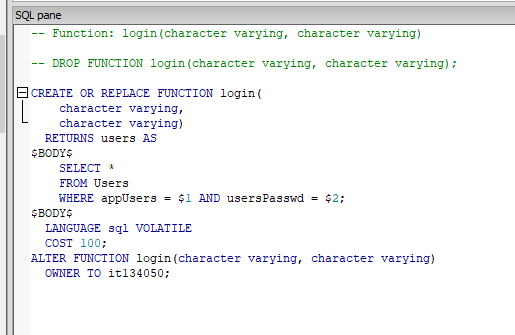 SQL pane
-- Function: login(character varying, character varying)
-- DROP FUNCTION login(character varying, character varying);
CREATE OR REPLACE FUNCTION login(
    character varying,
    character varying)
  RETURNS users AS
$BODY$
    SELECT *
    FROM Users
    WHERE appUsers = $1 AND usersPasswd = $2;
$BODY$
  LANGUAGE sql VOLATILE
  COST 100;
ALTER FUNCTION login(character varying, character varying)
  OWNER TO it134050;